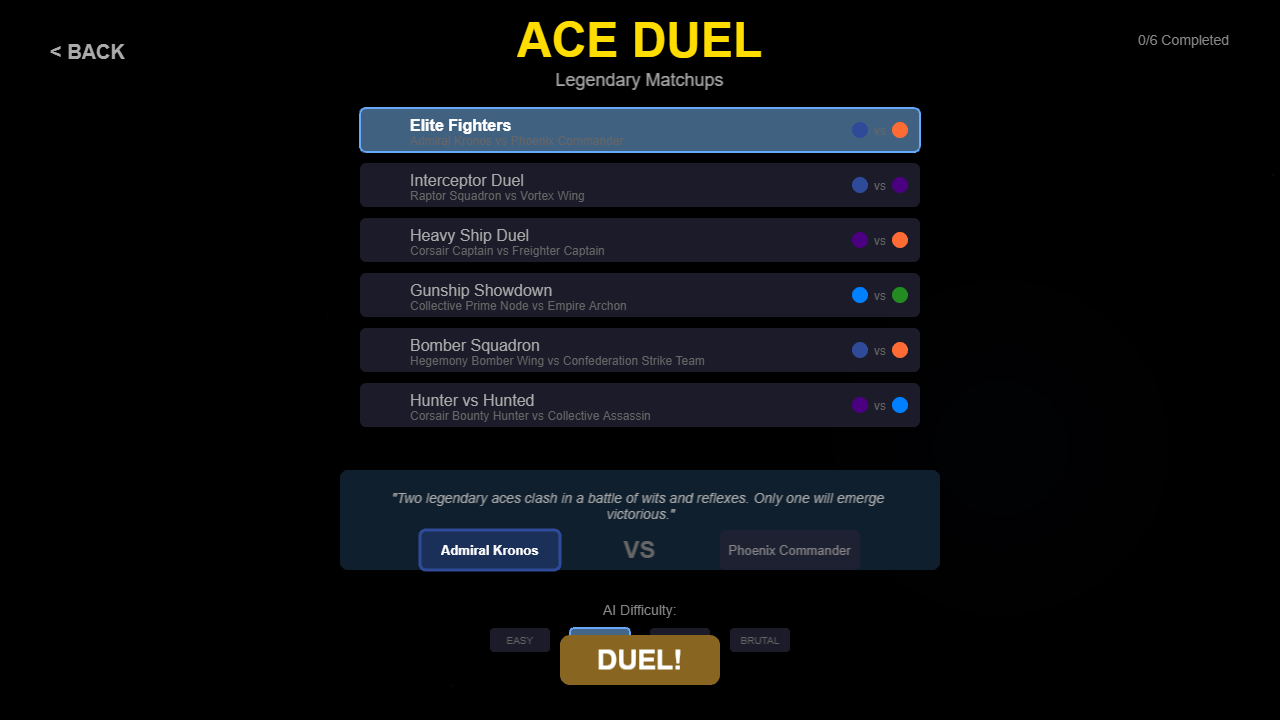 < BACK
ACE DUEL
0/6 Completed
Legendary Matchups
Elite Fighters
Admiral Kronos vs Phoenix Commander
vs
Interceptor Duel
Raptor Squadron vs Vortex Wing
vs
Heavy Ship Duel
Corsair Captain vs Freighter Captain
vs
Gunship Showdown
Collective Prime Node vs Empire Archon
vs
Bomber Squadron
Hegemony Bomber Wing vs Confederation Strike Team
vs
Hunter vs Hunted
Corsair Bounty Hunter vs Collective Assassin
vs
"Two legendary aces clash in a battle of wits and reflexes. Only one will emerge
victorious."
Admiral Kronos
VS
Phoenix Commander
AI Difficulty:
EASY
BRUTAL
DUEL!